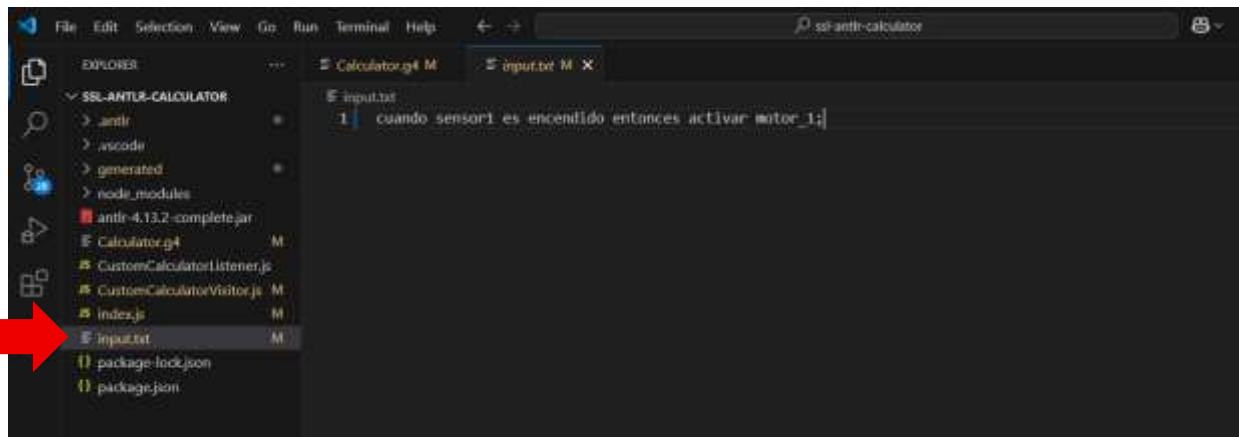 File Edit Selection View Go Run Terminal Help
ssl-antlr-calculator
EXPLORER
SSL-ANTLR-CALCULATOR
.antlr
.vscode
generated
node_modules
antlr-4.13.2-complete.jar
Calculator.g4 M
CustomCalculatorListener.js
CustomCalculatorVisitor.js M
index.js M
input.txt M
package-lock.json
package.json
28
Calculator.g4 M
input.txt M
input.txt
1 cuando sensor1 es encendido entonces activar motor_1;